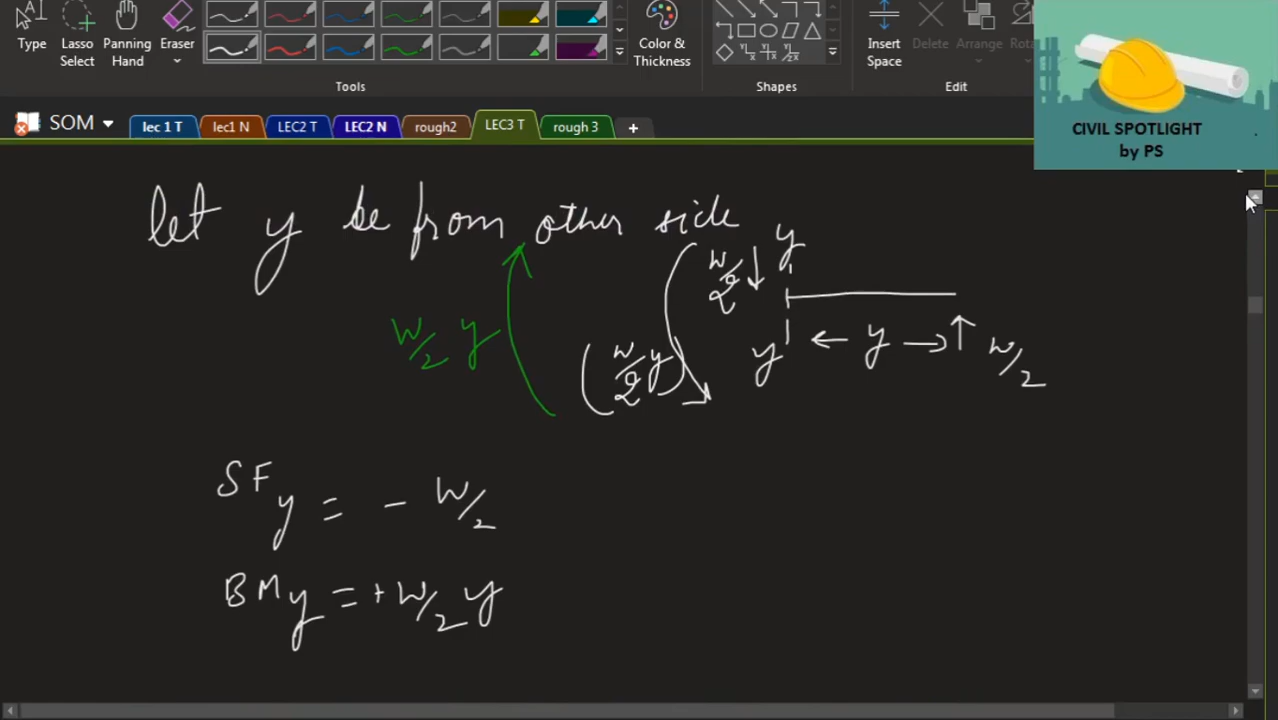 Type
Lasso Select
Panning Hand
Eraser
Color & Thickness
Insert Space
Delete
Arrange
Tools
Shapes
Edit
CIVIL SPOTLIGHT
by PS
SOM
lec 1 T
lec1 N
LEC2 T
LEC2 N
rough2
LEC3 T
rough 3
let y be from other side
y
W/2
W/2 y
(W/2 y)
y
← y →
W/2
SFy = - W/2
BMy = + W/2 y